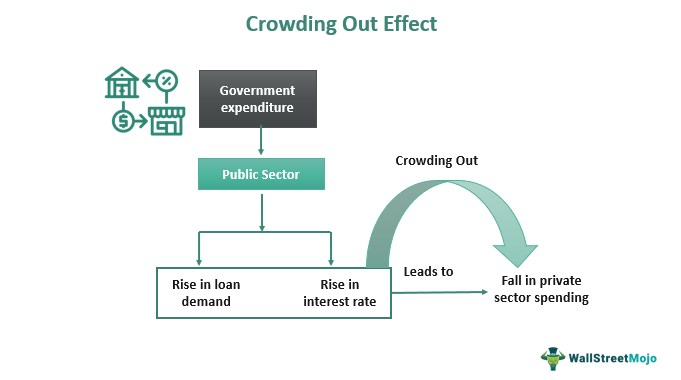 Crowding Out Effect
Government
expenditure
Public Sector
Crowding Out
Rise in loan
demand
Rise in
interest rate
Leads to
Fall in private
sector spending
WallStreetMojo